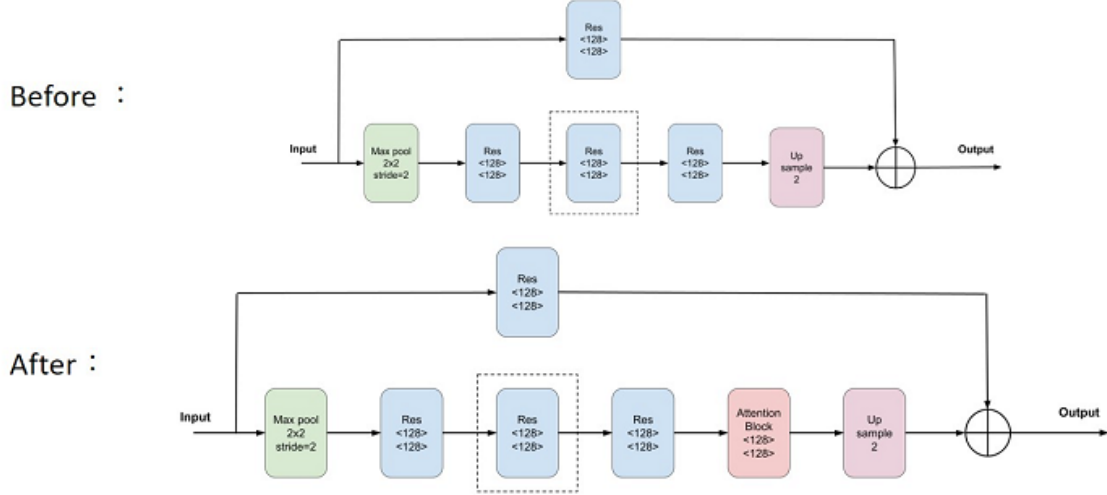 Res
<128>
<128>
Before：
Input
Max pool
2x2
stride=2
Res
<128>
<128>
Res
<128>
<128>
Res
<128>
<128>
Up
sample
2
Output
Res
<128>
<128>
After：
Input
Max pool
2x2
stride=2
Res
<128>
<128>
Res
<128>
<128>
Res
<128>
<128>
Attention
Block
<128>
<128>
Up
sample
2
Output